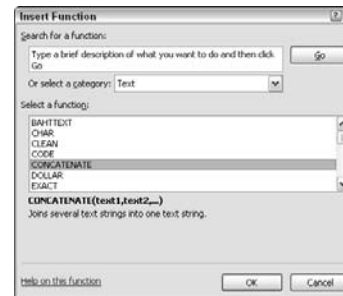 Insert Function
Search for a function:
Type a brief description of what you want to do and then click
Go
Go
Or select a category: Text
Select a function:
BAHTTEXT
CHAR
CLEAN
CODE
CONCATENATE
DOLLAR
EXACT
CONCATENATE(text1,text2,...)
Joins several text strings into one text string.
Help on this function
OK
Cancel